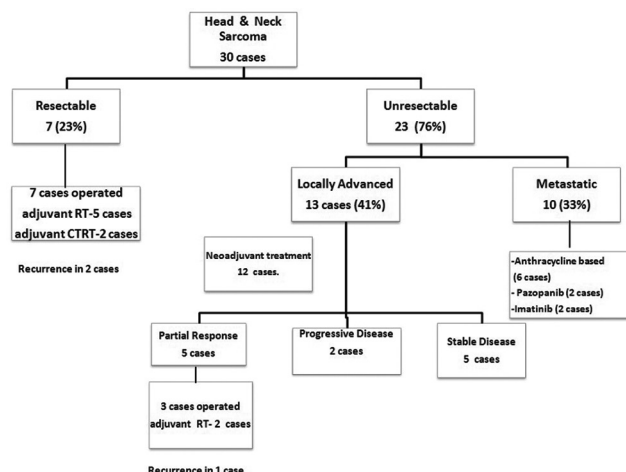 Head & Neck
Sarcoma
30 cases
Resectable
7 (23%)
Unresectable
23 (76%)
7 cases operated
adjuvant RT-5 cases
adjuvant CTRT-2 cases
Recurrence in 2 cases
Locally Advanced
13 cases (41%)
Metastatic
10 (33%)
Neoadjuvant treatment
12 cases.
-Anthracycline based
(6 cases)
- Pazopanib (2 cases)
-Imatinib (2 cases)
Partial Response
5 cases
Progressive Disease
2 cases
Stable Disease
5 cases
3 cases operated
adjuvant RT- 2 cases
Recurrence in 1 case